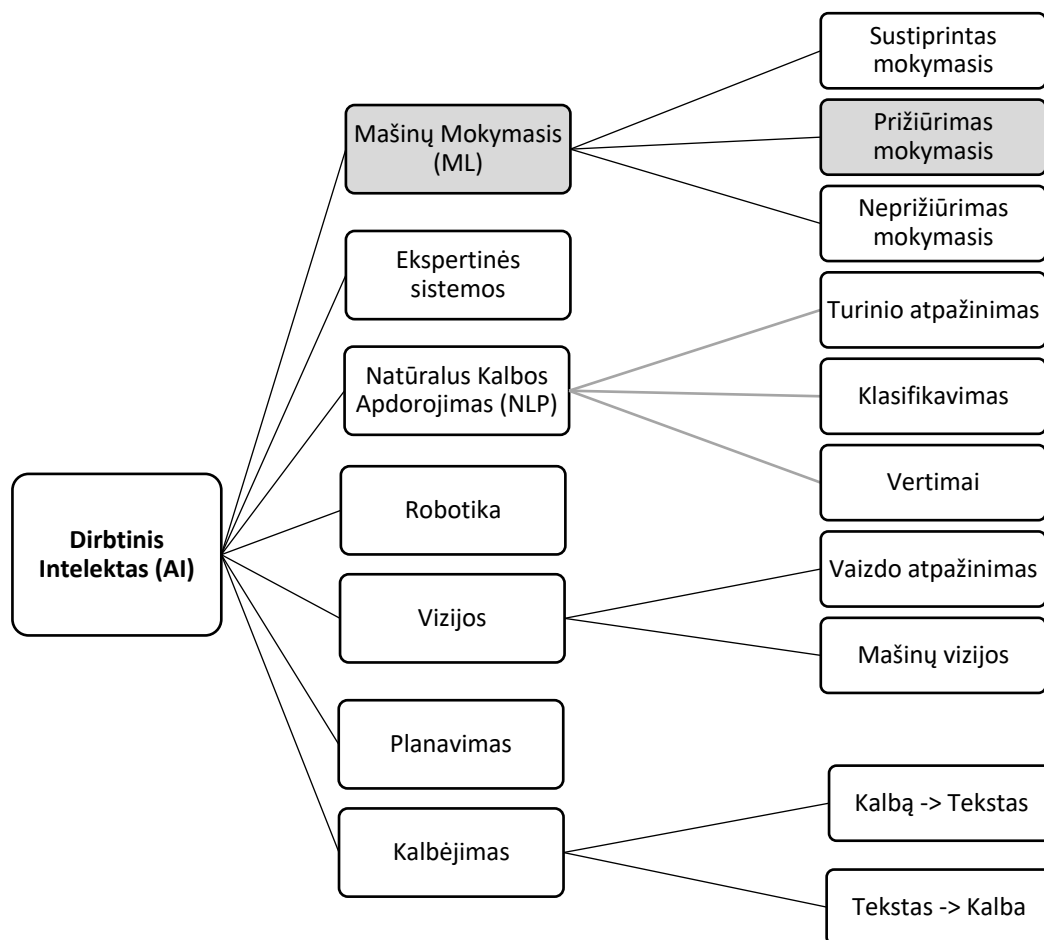 Dirbtinis
Intelektas (AI)
Mašinų Mokymasis
(ML)
Ekspertinės
sistemos
Natūralus Kalbos
Apdorojimas (NLP)
Robotika
Vizijos
Planavimas
Kalbėjimas
Sustiprintas
mokymasis
Prižiūrimas
mokymasis
Neprižiūrimas
mokymasis
Turinio atpažinimas
Klasifikavimas
Vertimai
Vaizdo atpažinimas
Mašinų vizijos
Kalbą -> Tekstas
Tekstas -> Kalba